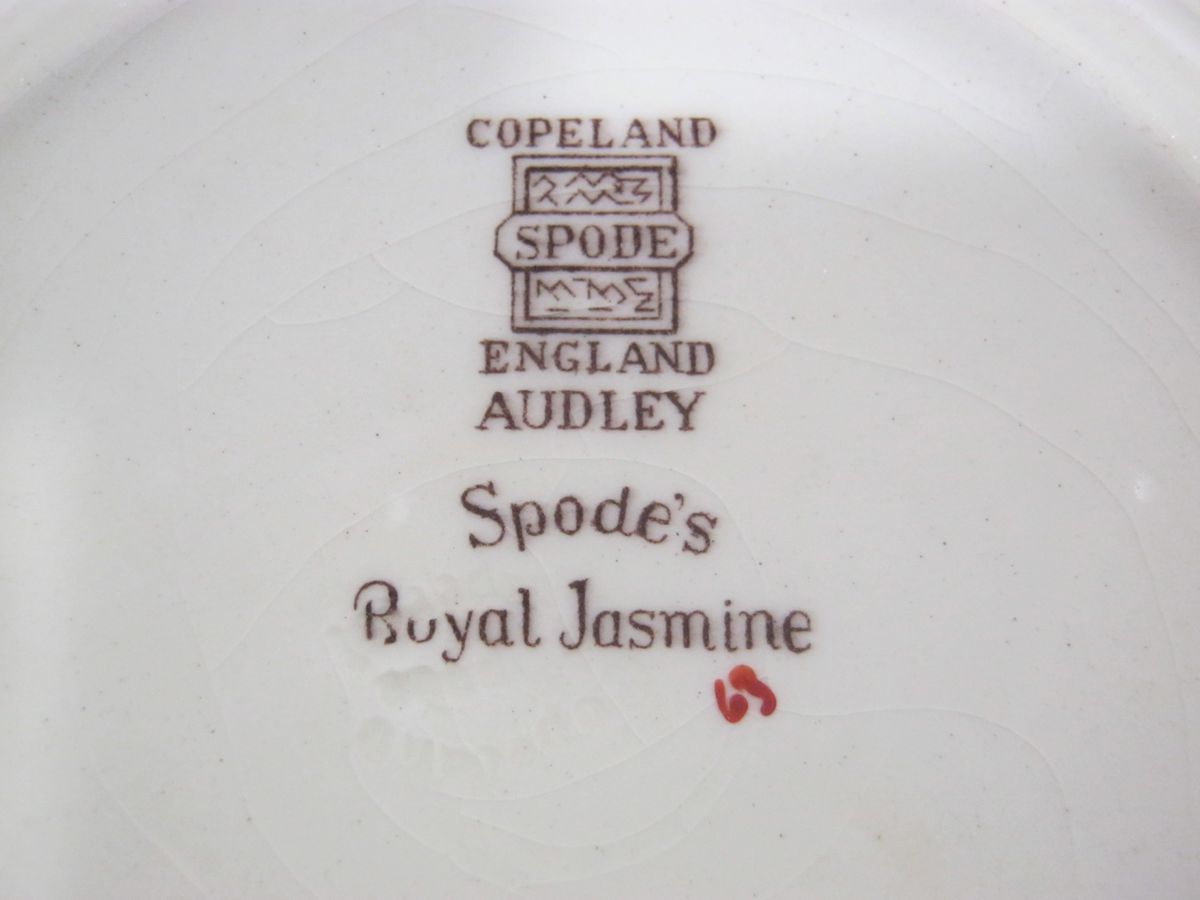 COPELAND
SPODE
ENGLAND
AUDLEY
Spode's
Royal Jasmine